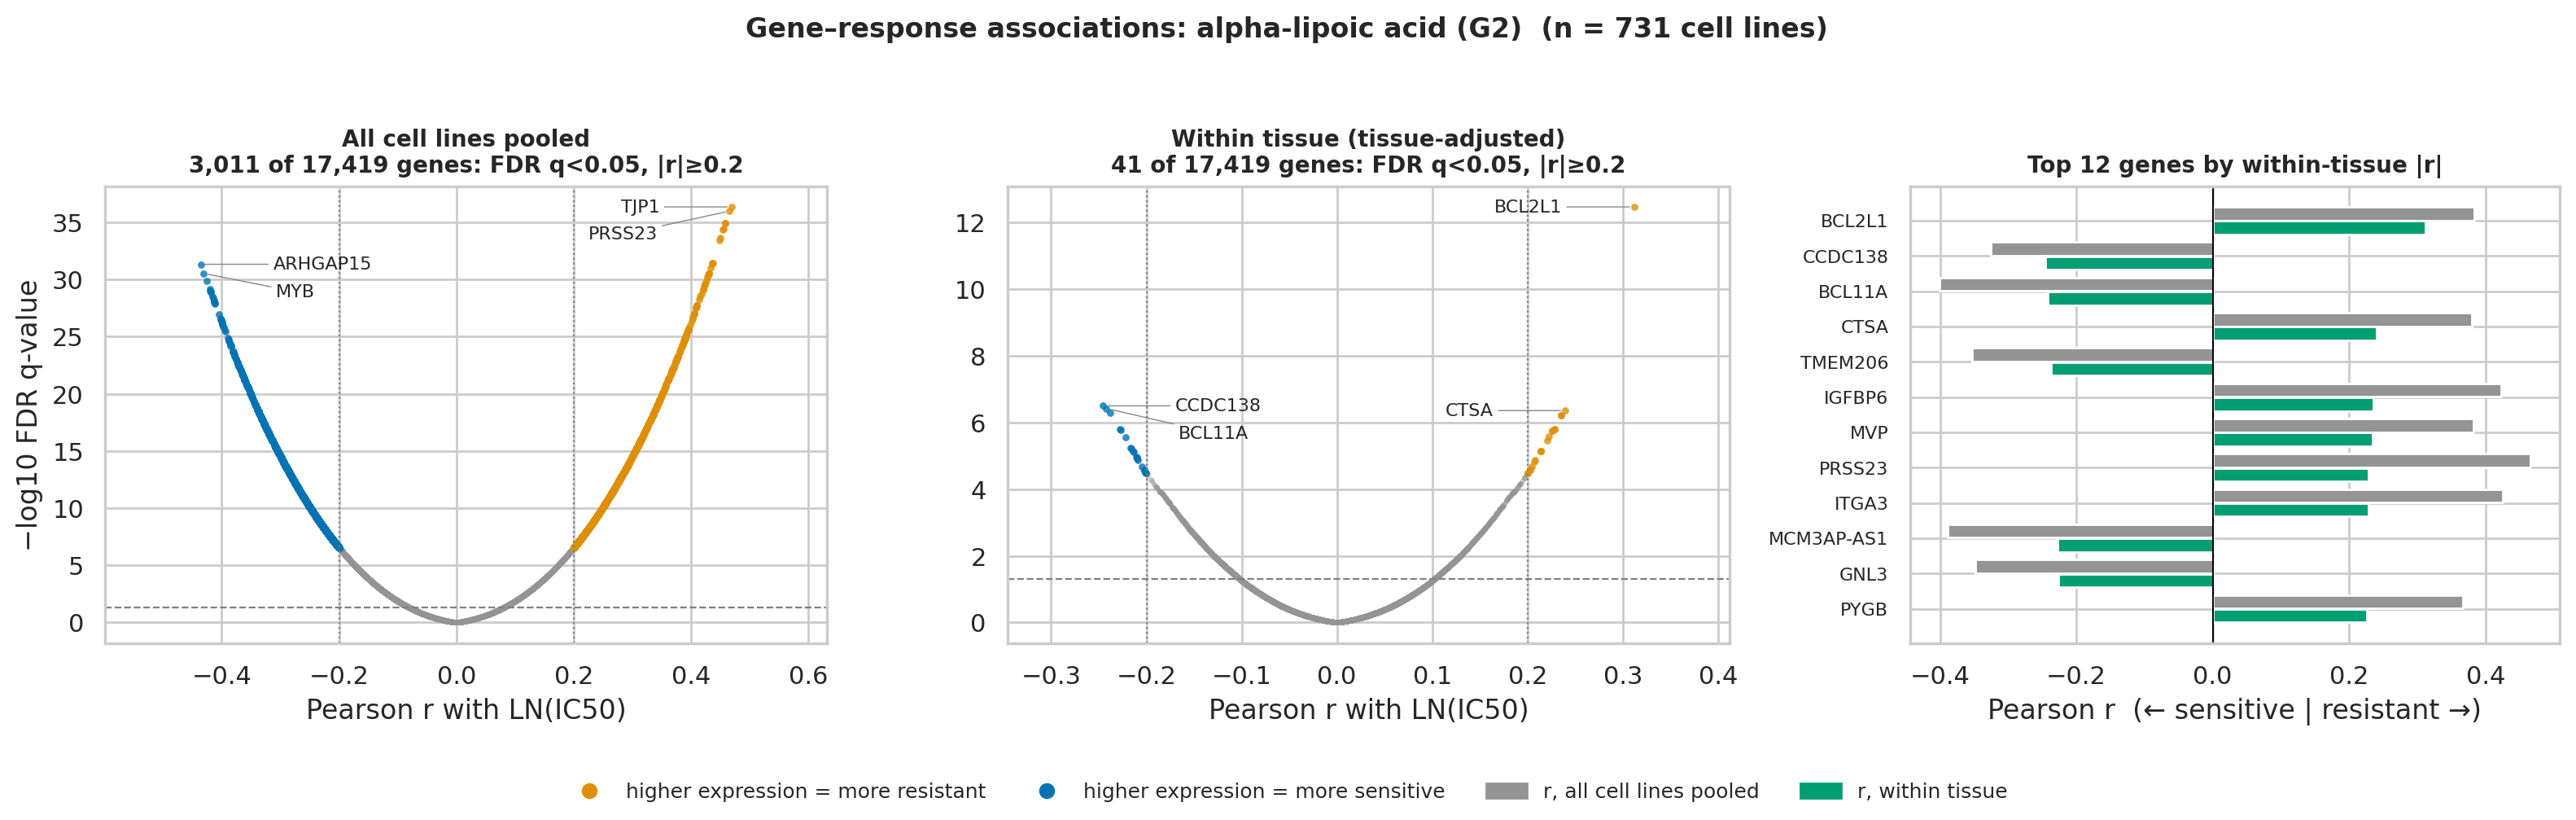 Gene–response associations: alpha-lipoic acid (G2)  (n = 731 cell lines)
All cell lines pooled
3,011 of 17,419 genes: FDR q<0.05, |r|≥0.2
−log10 FDR q-value
35
30
25
20
15
10
5
0
TJP1
PRSS23
ARHGAP15
MYB
−0.4
−0.2
0.0
0.2
0.4
0.6
Pearson r with LN(IC50)
Within tissue (tissue-adjusted)
41 of 17,419 genes: FDR q<0.05, |r|≥0.2
12
10
8
6
4
2
0
BCL2L1
CCDC138
BCL11A
CTSA
−0.3
−0.2
−0.1
0.0
0.1
0.2
0.3
0.4
Pearson r with LN(IC50)
Top 12 genes by within-tissue |r|
BCL2L1
CCDC138
BCL11A
CTSA
TMEM206
IGFBP6
MVP
PRSS23
ITGA3
MCM3AP-AS1
GNL3
PYGB
−0.4
−0.2
0.0
0.2
0.4
Pearson r  (← sensitive | resistant →)
higher expression = more resistant
higher expression = more sensitive
r, all cell lines pooled
r, within tissue